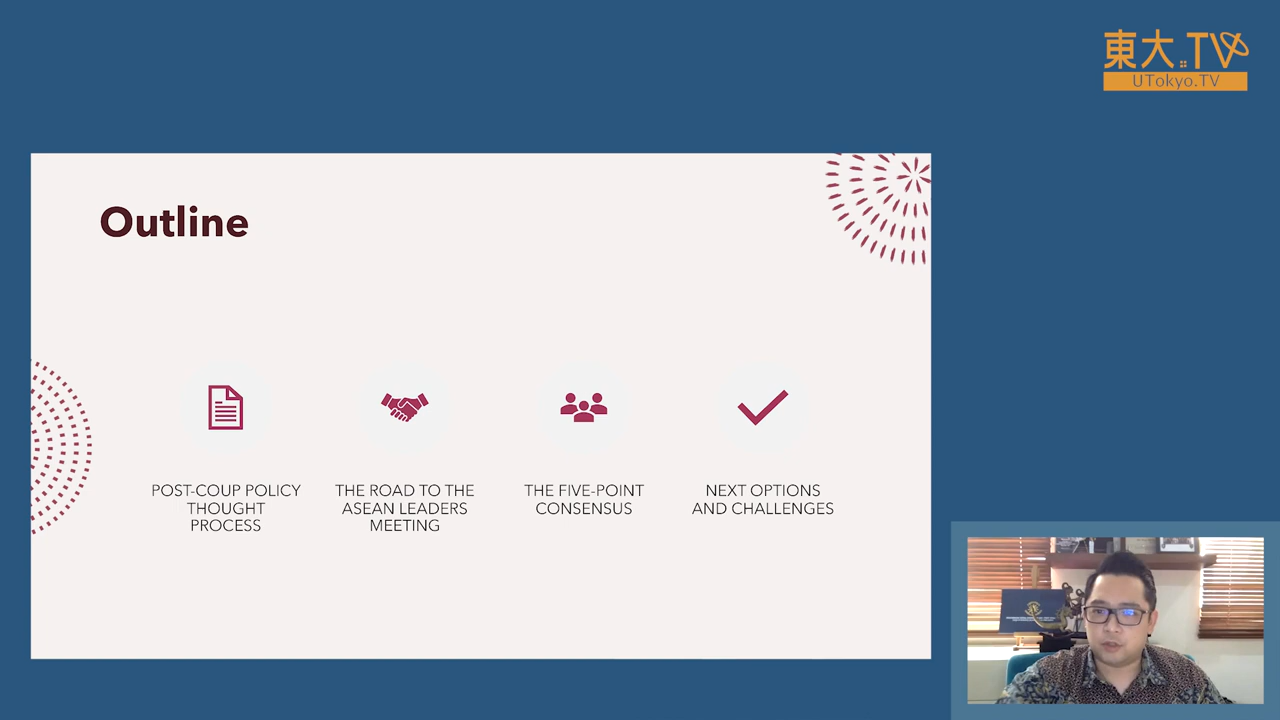 東大.TV
UTokyo.TV
Outline
POST-COUP POLICY
THOUGHT
PROCESS
THE ROAD TO THE
ASEAN LEADERS
MEETING
THE FIVE-POINT
CONSENSUS
NEXT OPTIONS
AND CHALLENGES